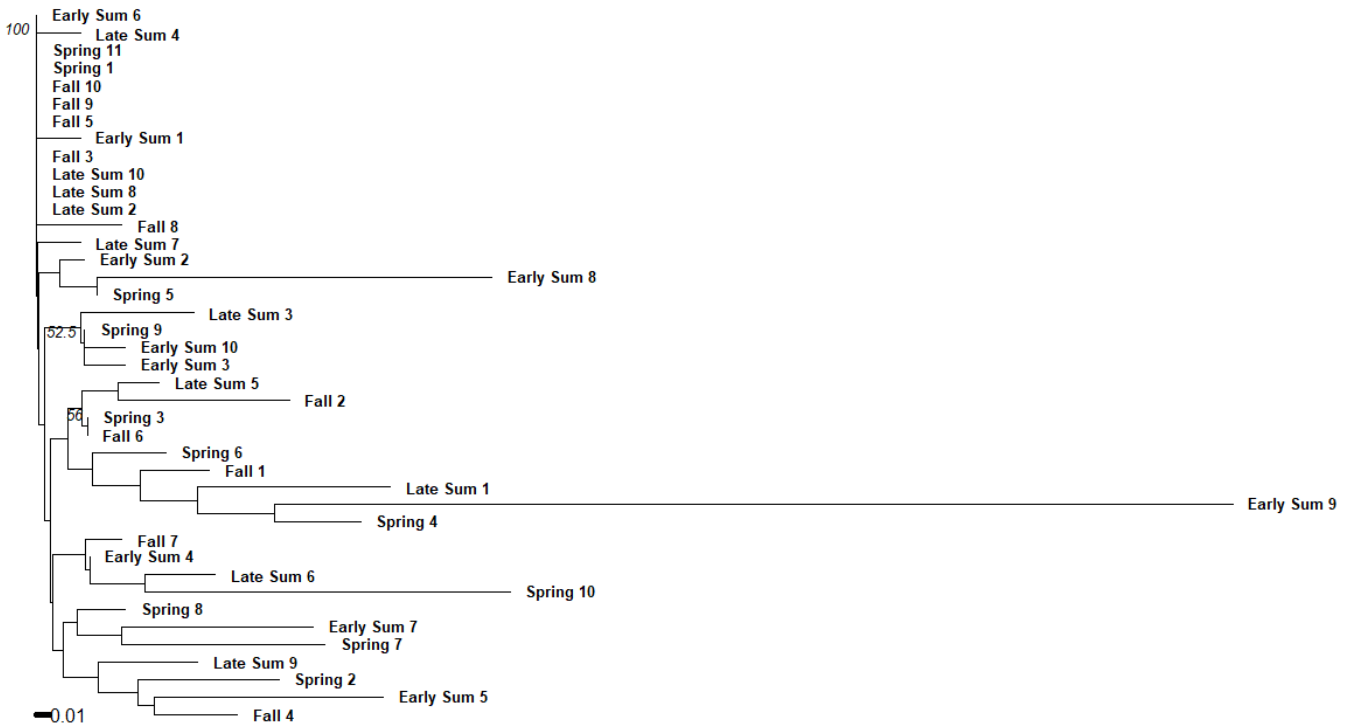 Early Sum 6
100
Late Sum 4
Spring 11
Spring 1
Fall 10
Fall 9
Fall 5
Early Sum 1
Fall 3
Late Sum 10
Late Sum 8
Late Sum 2
Fall 8
Late Sum 7
Early Sum 2
Early Sum 8
Spring 5
Late Sum 3
52.5
Spring 9
Early Sum 10
Early Sum 3
Late Sum 5
Fall 2
56
Spring 3
Fall 6
Spring 6
Fall 1
Late Sum 1
Early Sum 9
Spring 4
Fall 7
Early Sum 4
Late Sum 6
Spring 10
Spring 8
Early Sum 7
Spring 7
Late Sum 9
Spring 2
Early Sum 5
Fall 4
0.01